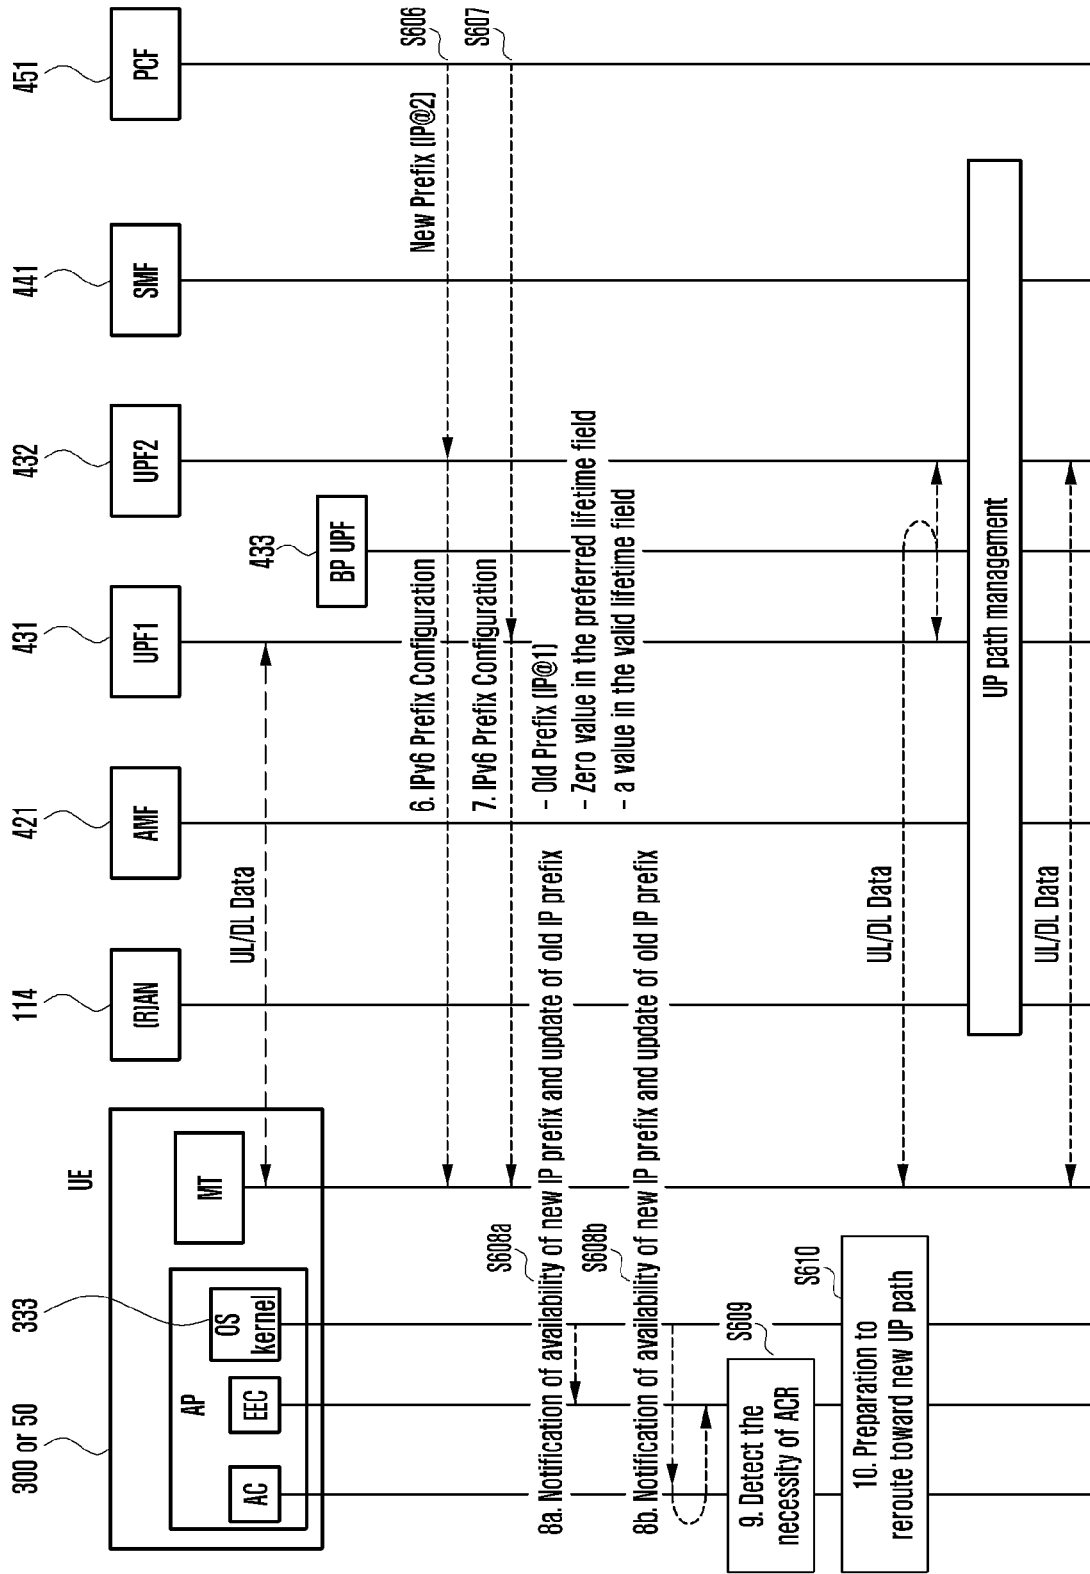 300 or 50
333
UE
114
421
431
433
432
441
451
AP
AC
EEC
OS
kernel
MT
(R)AN
AMF
UPF1
BP UPF
UPF2
SMF
PCF
UL/DL Data
6. IPv6 Prefix Configuration
New Prefix (IP@2)
S606
7. IPv6 Prefix Configuration
S607
- Old Prefix (IP@1)
- Zero value in the preferred lifetime field
- a value in the valid lifetime field
S608a
8a. Notification of availability of new IP prefix and update of old IP prefix
S608b
8b. Notification of availability of new IP prefix and update of old IP prefix
S609
9. Detect the
necessity of ACR
S610
10. Preparation to
reroute toward new UP path
UL/DL Data
UP path management
UL/DL Data